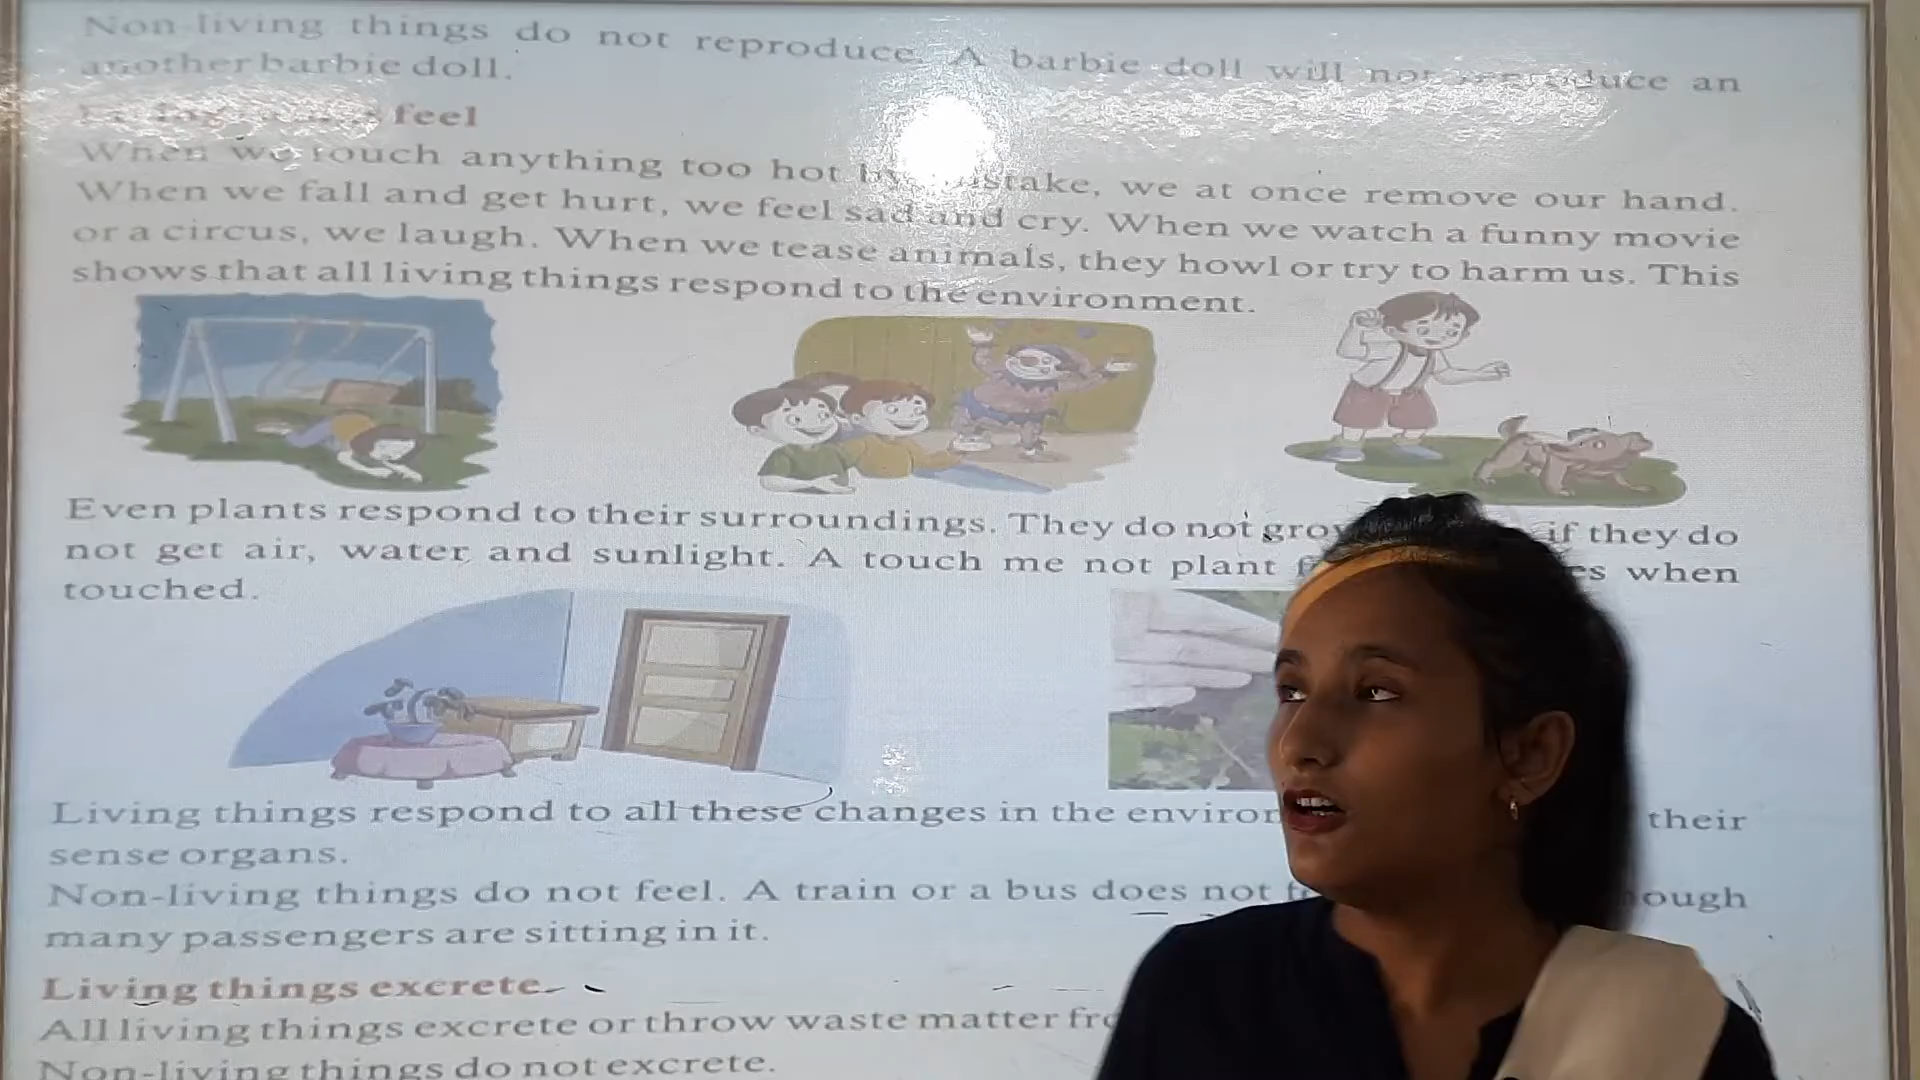 Non-living things do not reproduce. A barbie doll will not reproduce an
another barbie doll.
feel
When we touch anything too hot by mistake, we at once remove our hand.
When we fall and get hurt, we feel sad and cry. When we watch a funny movie
or a circus, we laugh. When we tease animals, they howl or try to harm us. This
shows that all living things respond to the environment.
Even plants respond to their surroundings. They do not if they do
not get air, water and sunlight. A touch me not plant when
touched.
Living things respond to all these changes in the their
sense organs.
Non-living things do not feel. A train or a bus does not
many passengers are sitting in it.
Living things excrete
All living things excrete or throw waste matter
Non-living things do not excrete.